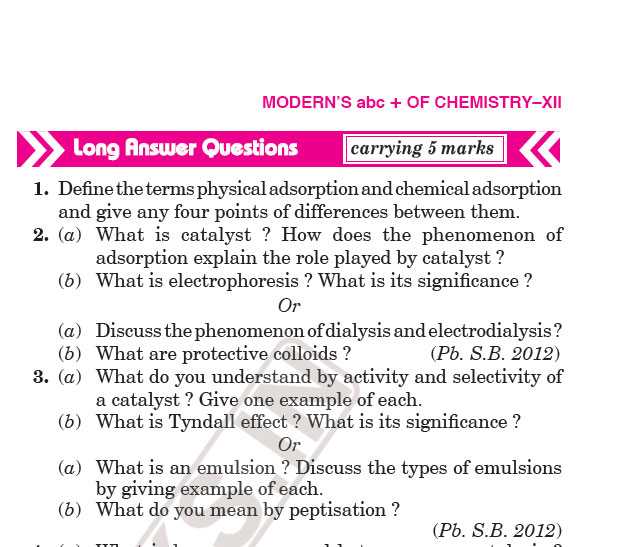 MODERN'S abc + OF CHEMISTRY–XII
Long Answer Questions carrying 5 marks
1. Define the terms physical adsorption and chemical adsorption
and give any four points of differences between them.
2. (a) What is catalyst ? How does the phenomenon of
adsorption explain the role played by catalyst ?
(b) What is electrophoresis ? What is its significance ?
Or
(a) Discuss the phenomenon of dialysis and electrodialysis ?
(b) What are protective colloids ? (Pb. S.B. 2012)
3. (a) What do you understand by activity and selectivity of
a catalyst ? Give one example of each.
(b) What is Tyndall effect ? What is its significance ?
Or
(a) What is an emulsion ? Discuss the types of emulsions
by giving example of each.
(b) What do you mean by peptisation ?
(Pb. S.B. 2012)